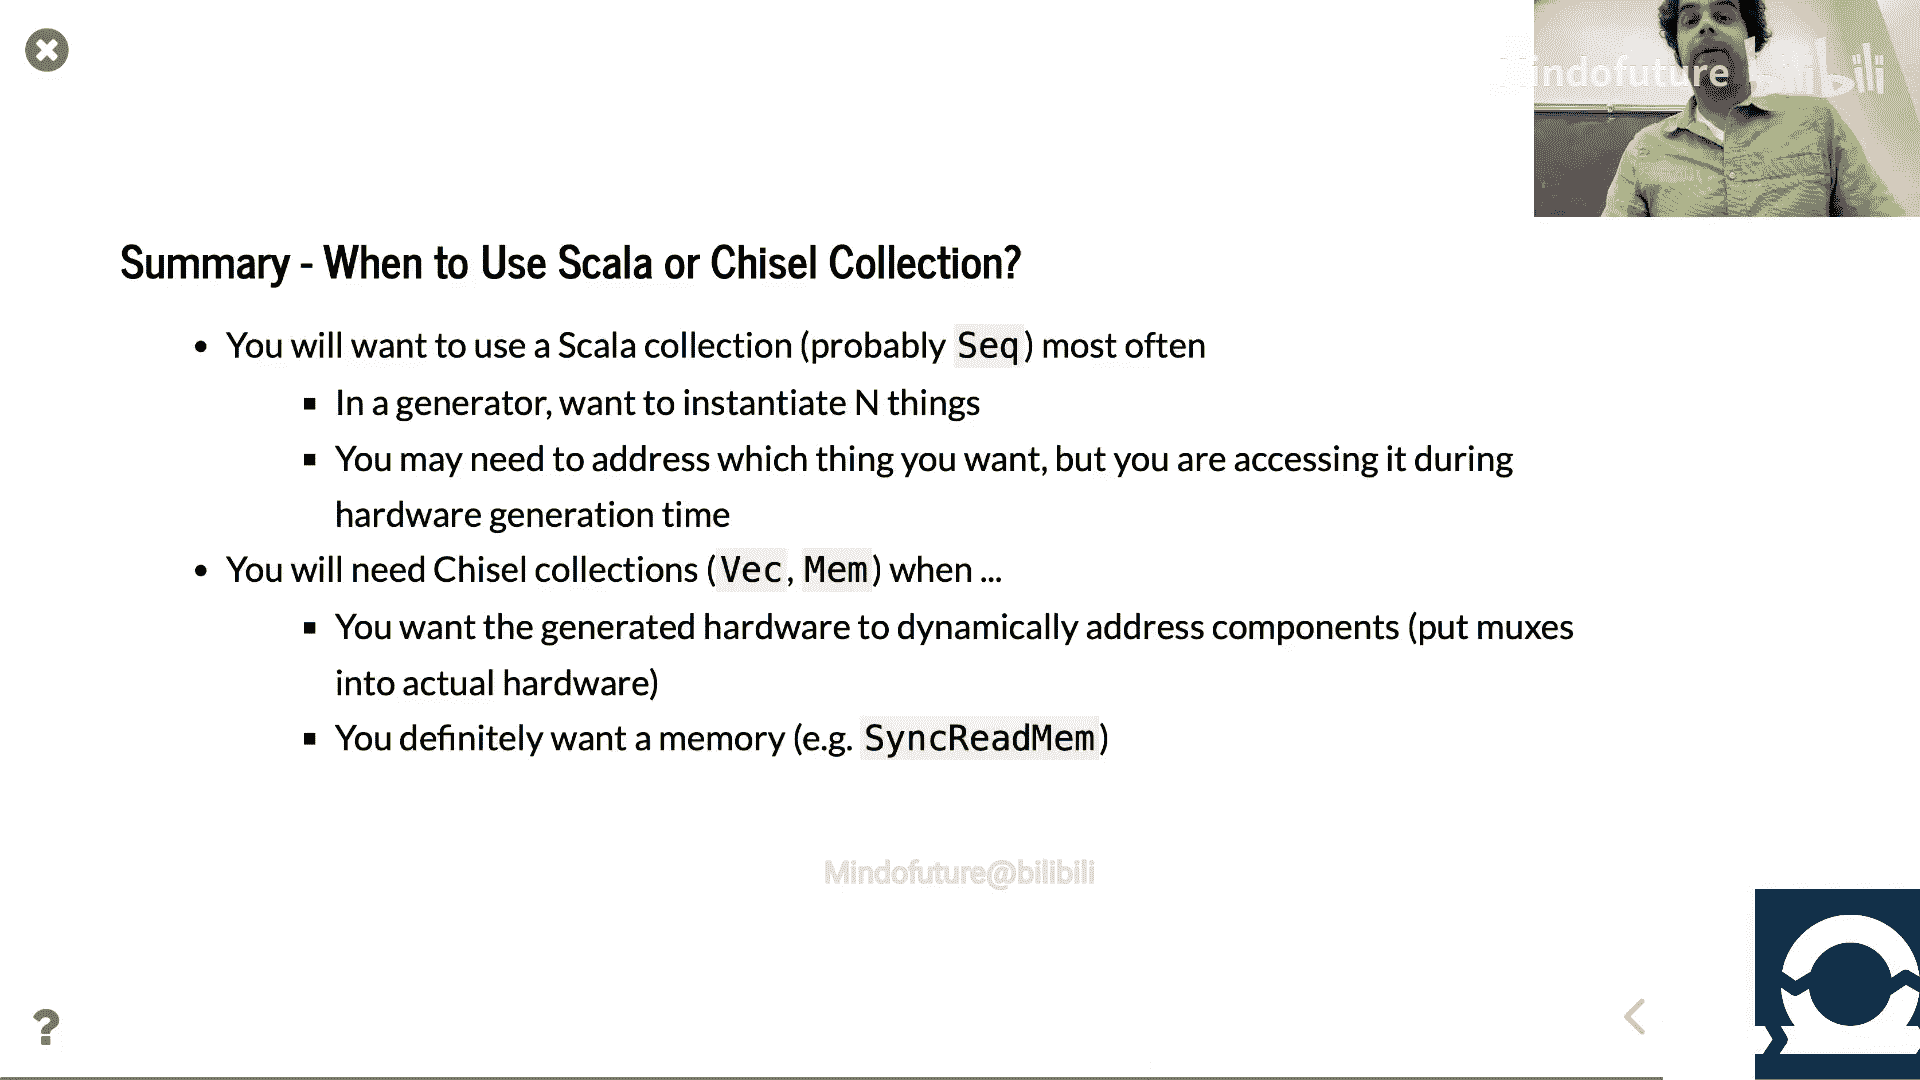 indofuture bilibili
Summary - When to Use Scala or Chisel Collection?
• You will want to use a Scala collection (probably Seq) most often
▪ In a generator, want to instantiate N things
▪ You may need to address which thing you want, but you are accessing it during
hardware generation time
• You will need Chisel collections (Vec, Mem) when ...
▪ You want the generated hardware to dynamically address components (put muxes
into actual hardware)
▪ You definitely want a memory (e.g. SyncReadMem)
Mindofuture@bilibili
?